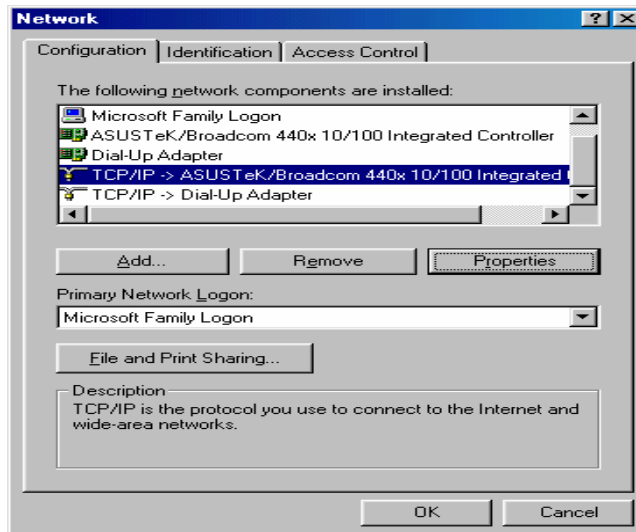 Network
Configuration Identification Access Control
The following network components are installed:
Microsoft Family Logon
ASUSTeK/Broadcom 440x 10/100 Integrated Controller
Dial-Up Adapter
TCP/IP -> ASUSTeK/Broadcom 440x 10/100 Integrated
TCP/IP -> Dial-Up Adapter
Add... Remove Properties
Primary Network Logon:
Microsoft Family Logon
File and Print Sharing...
Description
TCP/IP is the protocol you use to connect to the Internet and
wide-area networks.
OK Cancel